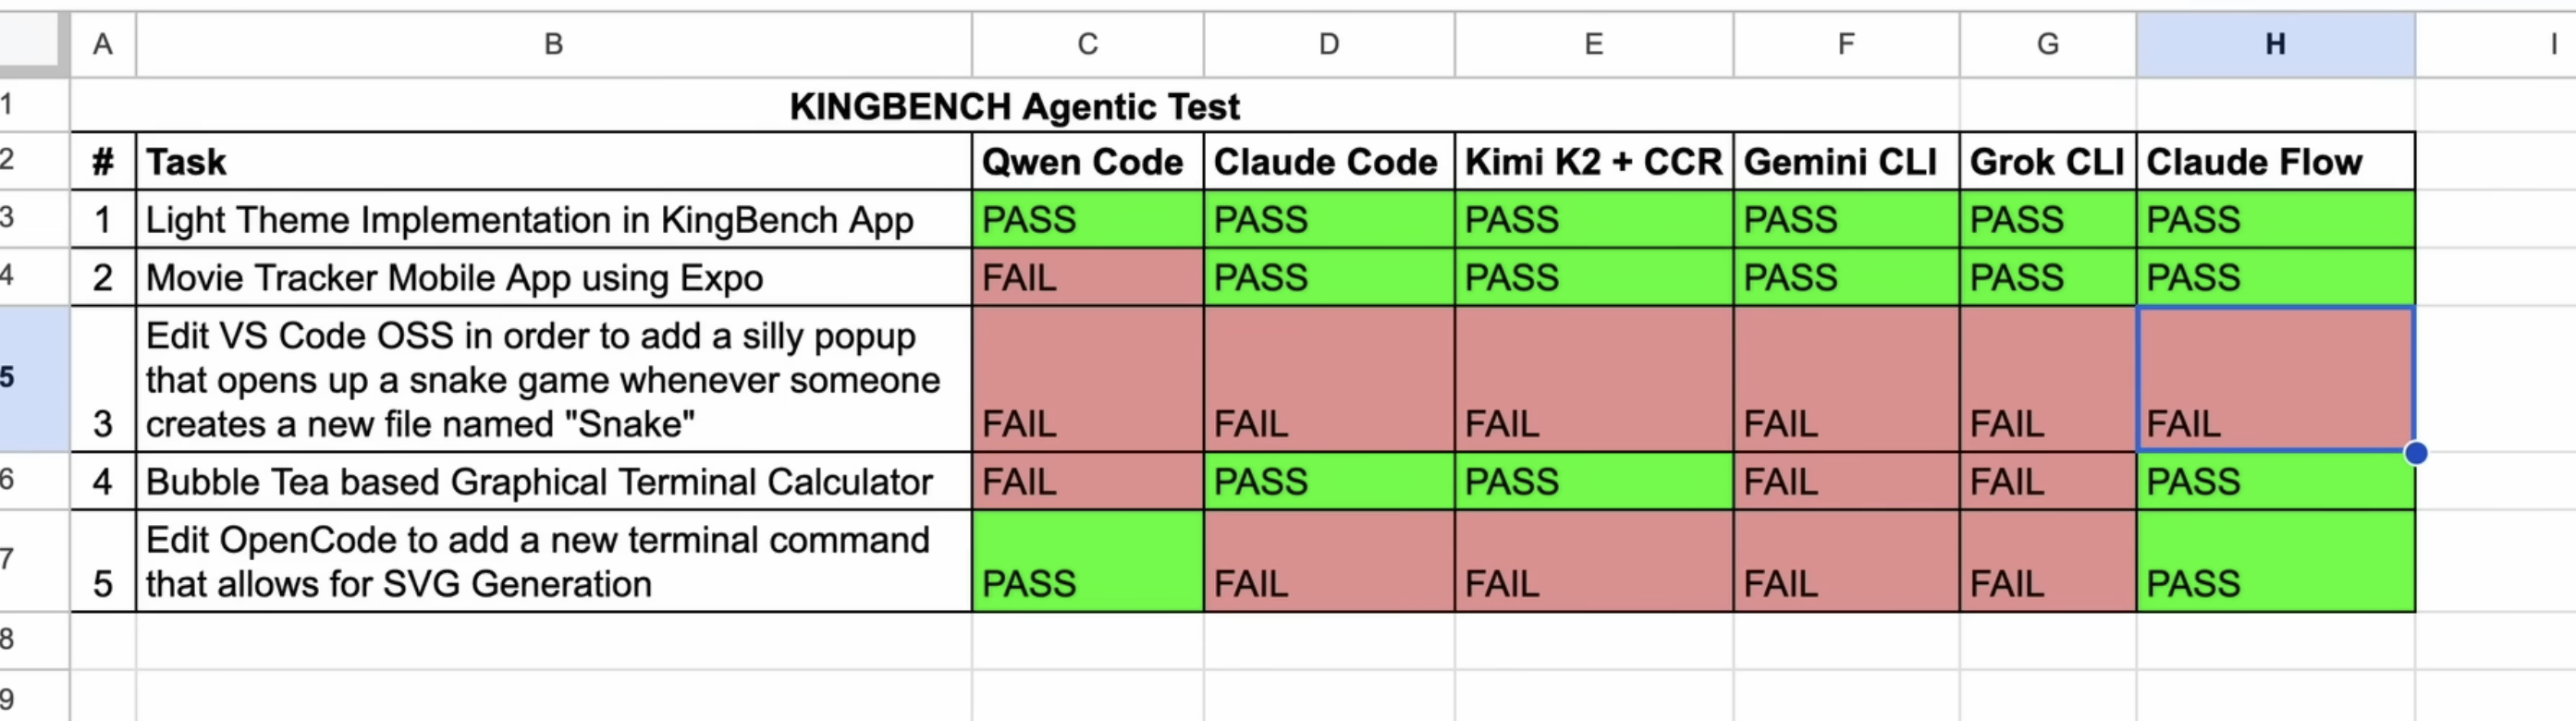 A B C D E F G H I
1 KINGBENCH Agentic Test
2 # Task Qwen Code Claude Code Kimi K2 + CCR Gemini CLI Grok CLI Claude Flow
3 1 Light Theme Implementation in KingBench App PASS PASS PASS PASS PASS PASS
4 2 Movie Tracker Mobile App using Expo FAIL PASS PASS PASS PASS PASS
Edit VS Code OSS in order to add a silly popup
5 that opens up a snake game whenever someone
3 creates a new file named "Snake" FAIL FAIL FAIL FAIL FAIL FAIL
6 4 Bubble Tea based Graphical Terminal Calculator FAIL PASS PASS FAIL FAIL PASS
7 Edit OpenCode to add a new terminal command
5 that allows for SVG Generation PASS FAIL FAIL FAIL FAIL PASS
8
9